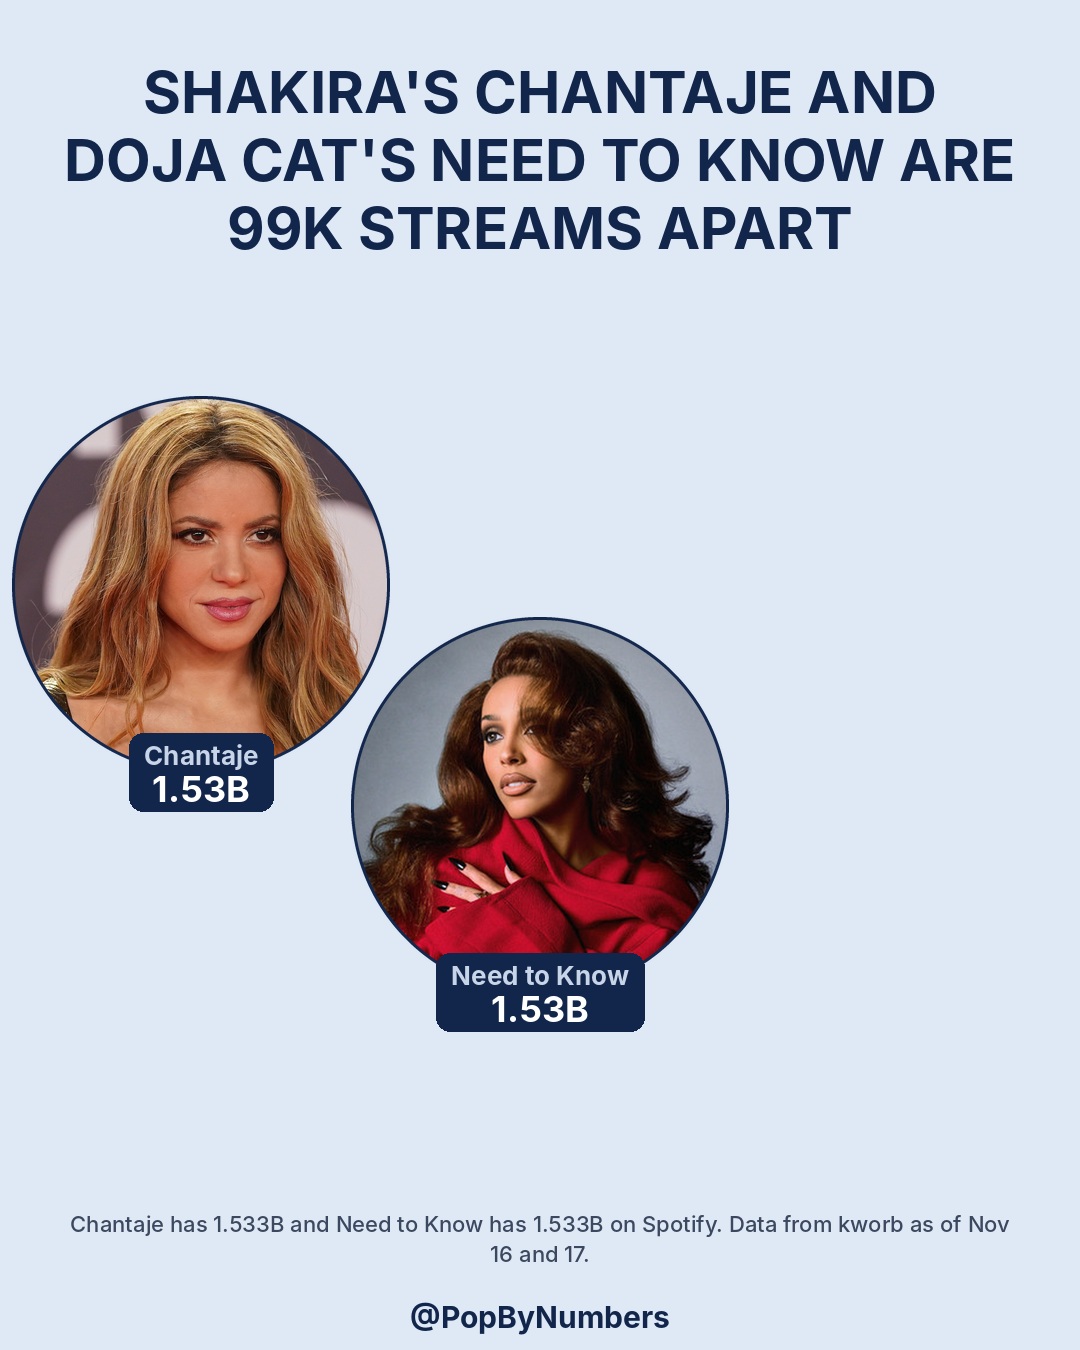 SHAKIRA'S CHANTAJE AND
DOJA CAT'S NEED TO KNOW ARE
99K STREAMS APART
Chantaje
1.53B
Need to Know
1.53B
Chantaje has 1.533B and Need to Know has 1.533B on Spotify. Data from kworb as of Nov
16 and 17.
@PopByNumbers